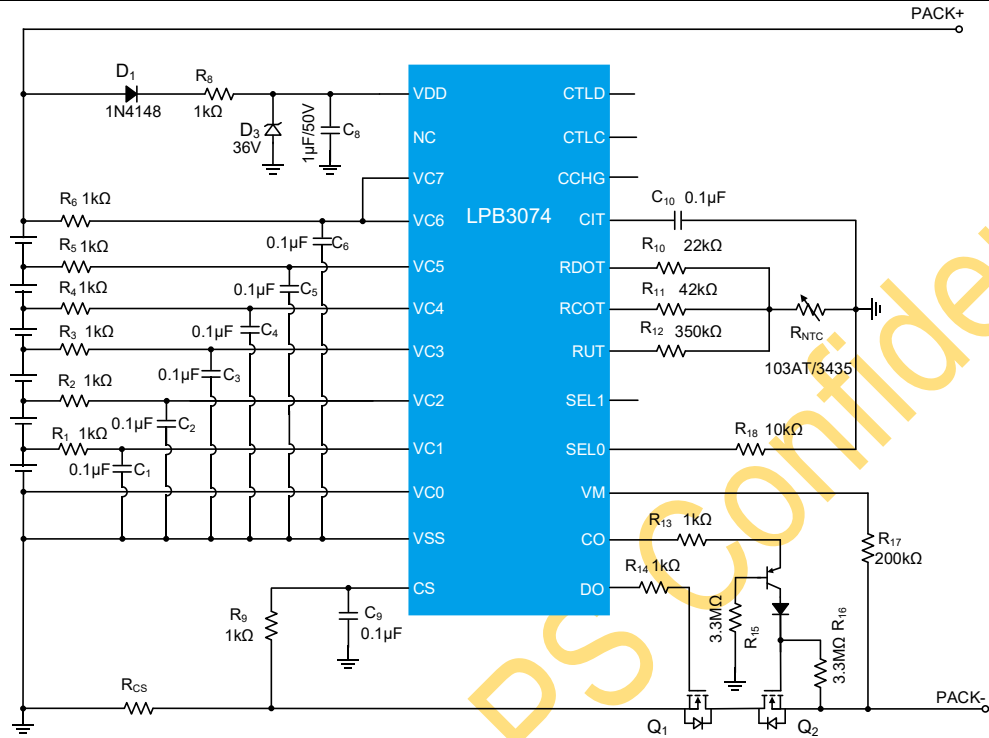 PACK+
D1
1N4148
R8
1kΩ
D3
36V
1μF/50V
C8
VDD
NC
VC7
VC6
VC5
VC4
VC3
VC2
VC1
VC0
VSS
CS
LPB3074
CTLD
CTLC
CCHG
CIT
RDOT
RCOT
RUT
SEL1
SEL0
VM
CO
DO
R6 1kΩ
R5 1kΩ
R4 1kΩ
R3 1kΩ
R2 1kΩ
R1 1kΩ
0.1μF C6
0.1μF C5
0.1μF C4
0.1μF C3
0.1μF C2
0.1μF C1
C10 0.1μF
R10 22kΩ
R11 42kΩ
R12 350kΩ
RNTC
103AT/3435
R18 10kΩ
R13 1kΩ
R14 1kΩ
R17
200kΩ
3.3MΩ
R15
3.3MΩ R16
R9
1kΩ
C9
0.1μF
RCS
Q1
Q2
PACK-
PS Confide